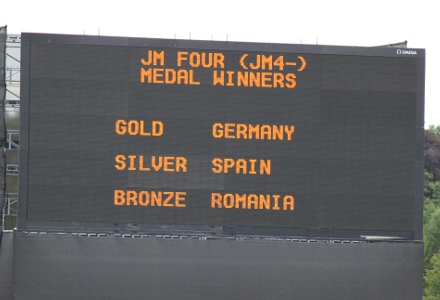 JM FOUR (JM4-)
MEDAL WINNERS
GOLD GERMANY
SILVER SPAIN
BRONZE ROMANIA